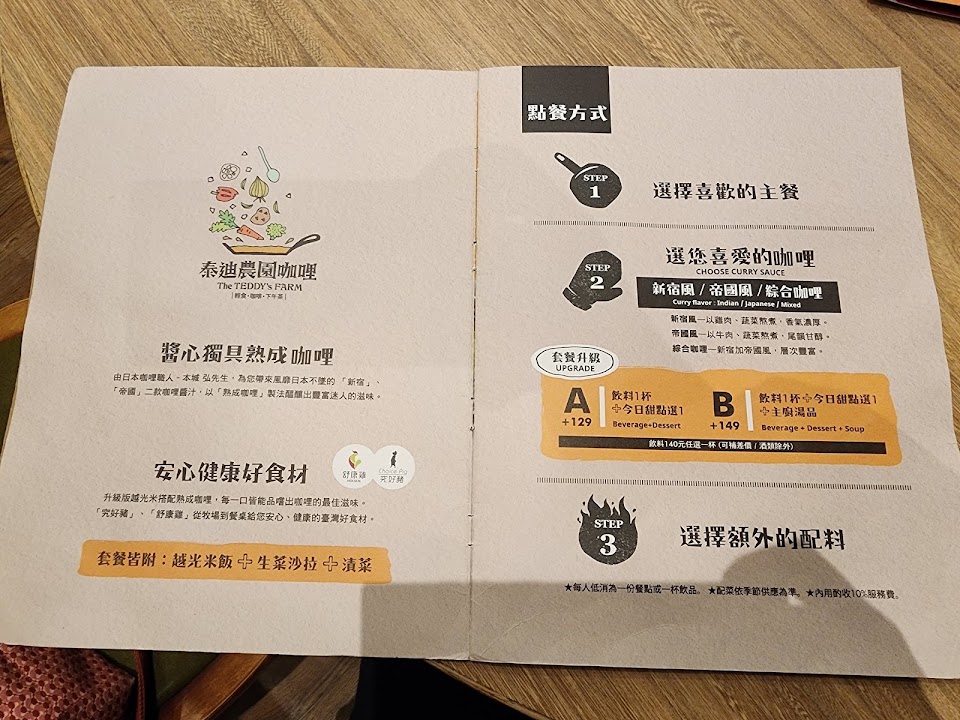 泰迪農園咖哩
The TEDDY's FARM
輕食・咖啡・下午茶
醬心獨具熟成咖哩
由日本咖哩職人－本城 弘先生，為您帶來風靡日本不墜的 「新宿」、
「帝國」二款咖哩醬汁，以「熟成咖哩」製法醞釀出豐富迷人的滋味。
安心健康好食材
舒康雞
Choice Pig
究好豬
升級版越光米搭配熟成咖哩，每一口皆能品嚐出咖哩的最佳滋味。
「究好豬」、「舒康雞」從牧場到餐桌給您安心、健康的臺灣好食材。
套餐皆附：越光米飯＋生菜沙拉＋漬菜
點餐方式
STEP
1
選擇喜歡的主餐
STEP
2
選您喜愛的咖哩
CHOOSE CURRY SAUCE
新宿風 / 帝國風 / 綜合咖哩
Curry flavor : Indian / Japanese / Mixed
新宿風—以雞肉、蔬菜熬煮，香氣濃厚。
帝國風—以牛肉、蔬菜熬煮，尾韻甘醇。
綜合咖哩—新宿加帝國風，層次豐富。
套餐升級
UPGRADE
A
+129
飲料1杯
＋今日甜點選1
Beverage+Dessert
B
+149
飲料1杯＋今日甜點選1
＋主廚湯品
Beverage + Dessert + Soup
飲料140元任選一杯 (可補差價 / 酒類除外)
STEP
3
選擇額外的配料
★每人低消為一份餐點或一杯飲品。 ★配菜依季節供應為準。 ★內用酌收10%服務費。